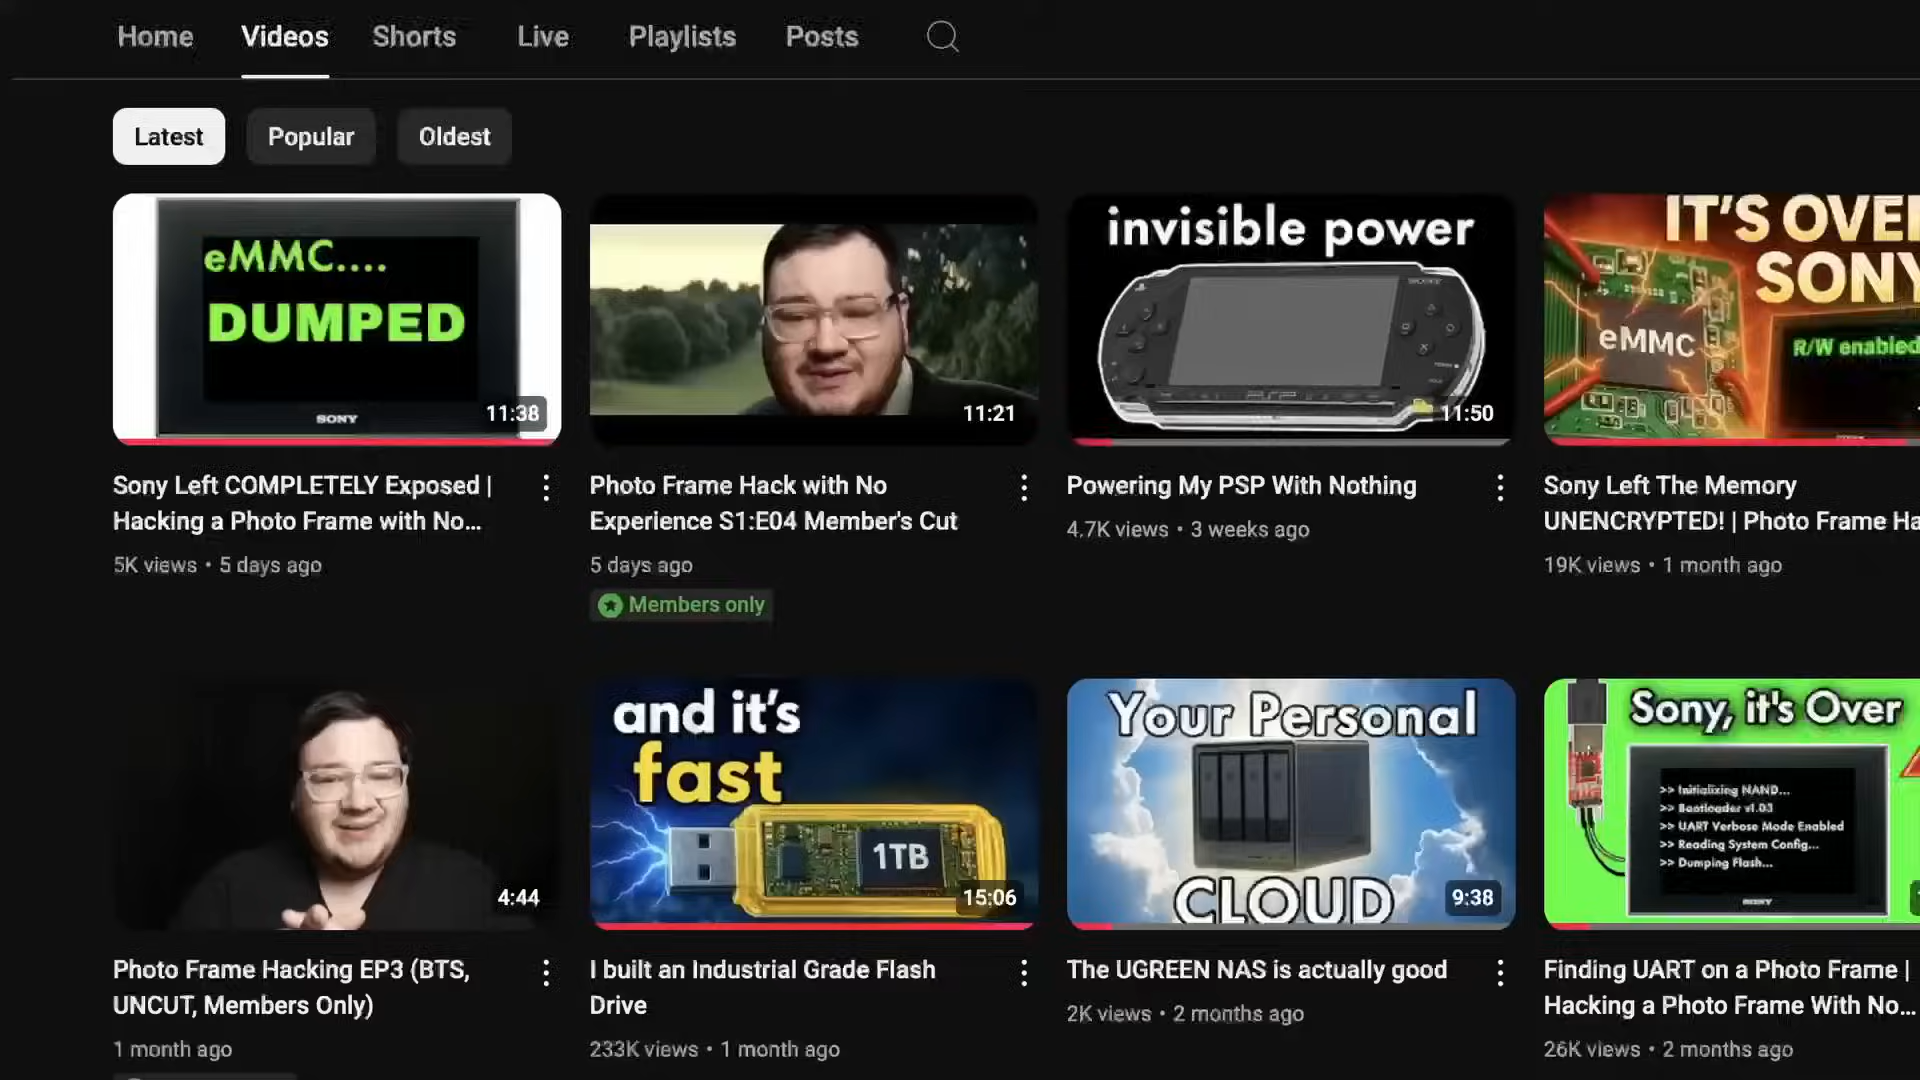 Home Videos Shorts Live Playlists Posts
Latest Popular Oldest
eMMC....
DUMPED
SONY
11:38
11:21
invisible power
PSP
11:50
IT'S OVE
SONY
eMMC
R/W enabled
Sony Left COMPLETELY Exposed |
Hacking a Photo Frame with No...
5K views • 5 days ago
Photo Frame Hack with No
Experience S1:E04 Member's Cut
5 days ago
Members only
Powering My PSP With Nothing
4.7K views • 3 weeks ago
Sony Left The Memory
UNENCRYPTED! | Photo Frame Ha
19K views • 1 month ago
4:44
and it's
fast
1TB
15:06
Your Personal
CLOUD
9:38
Sony, it's Over
>> Initializing NAND...
>> Bootloader v1.03
>> UART Verbose Mode Enabled
>> Reading System Config...
>> Dumping Flash...
SONY
Photo Frame Hacking EP3 (BTS,
UNCUT, Members Only)
1 month ago
I built an Industrial Grade Flash
Drive
233K views • 1 month ago
The UGREEN NAS is actually good
2K views • 2 months ago
Finding UART on a Photo Frame |
Hacking a Photo Frame With No...
26K views • 2 months ago